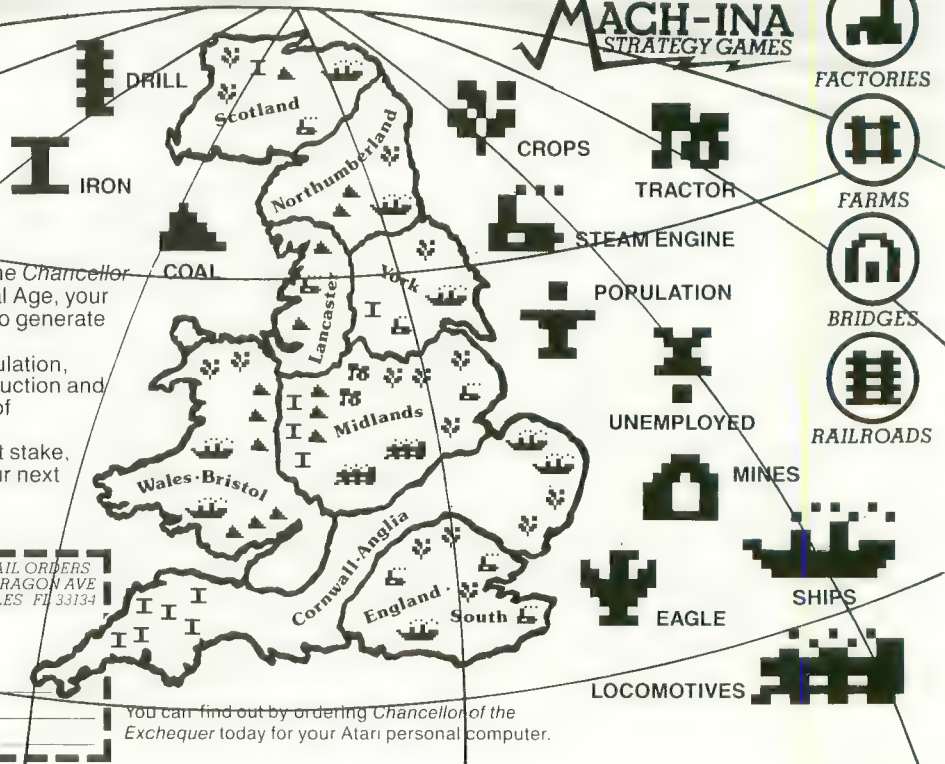 MACH-INA
STRATEGY GAMES
FACTORIES
DRILL
Scotland
CROPS
TRACTOR
FARMS
IRON
Northumberland
STEAM ENGINE
COAL
Chancellor
al Age, your
o generate
Lancaster
York
POPULATION
BRIDGES
ulation,
uction and
of
UNEMPLOYED
RAILROADS
Midlands
t stake,
ur next
Wales-Bristol
MINES
AIL ORDERS
RAGON AVE
LES FL 33134
Cornwall-Anglia
England-
South
EAGLE
SHIPS
LOCOMOTIVES
You can find out by ordering Chancellor of the
Exchequer today for your Atari personal computer.